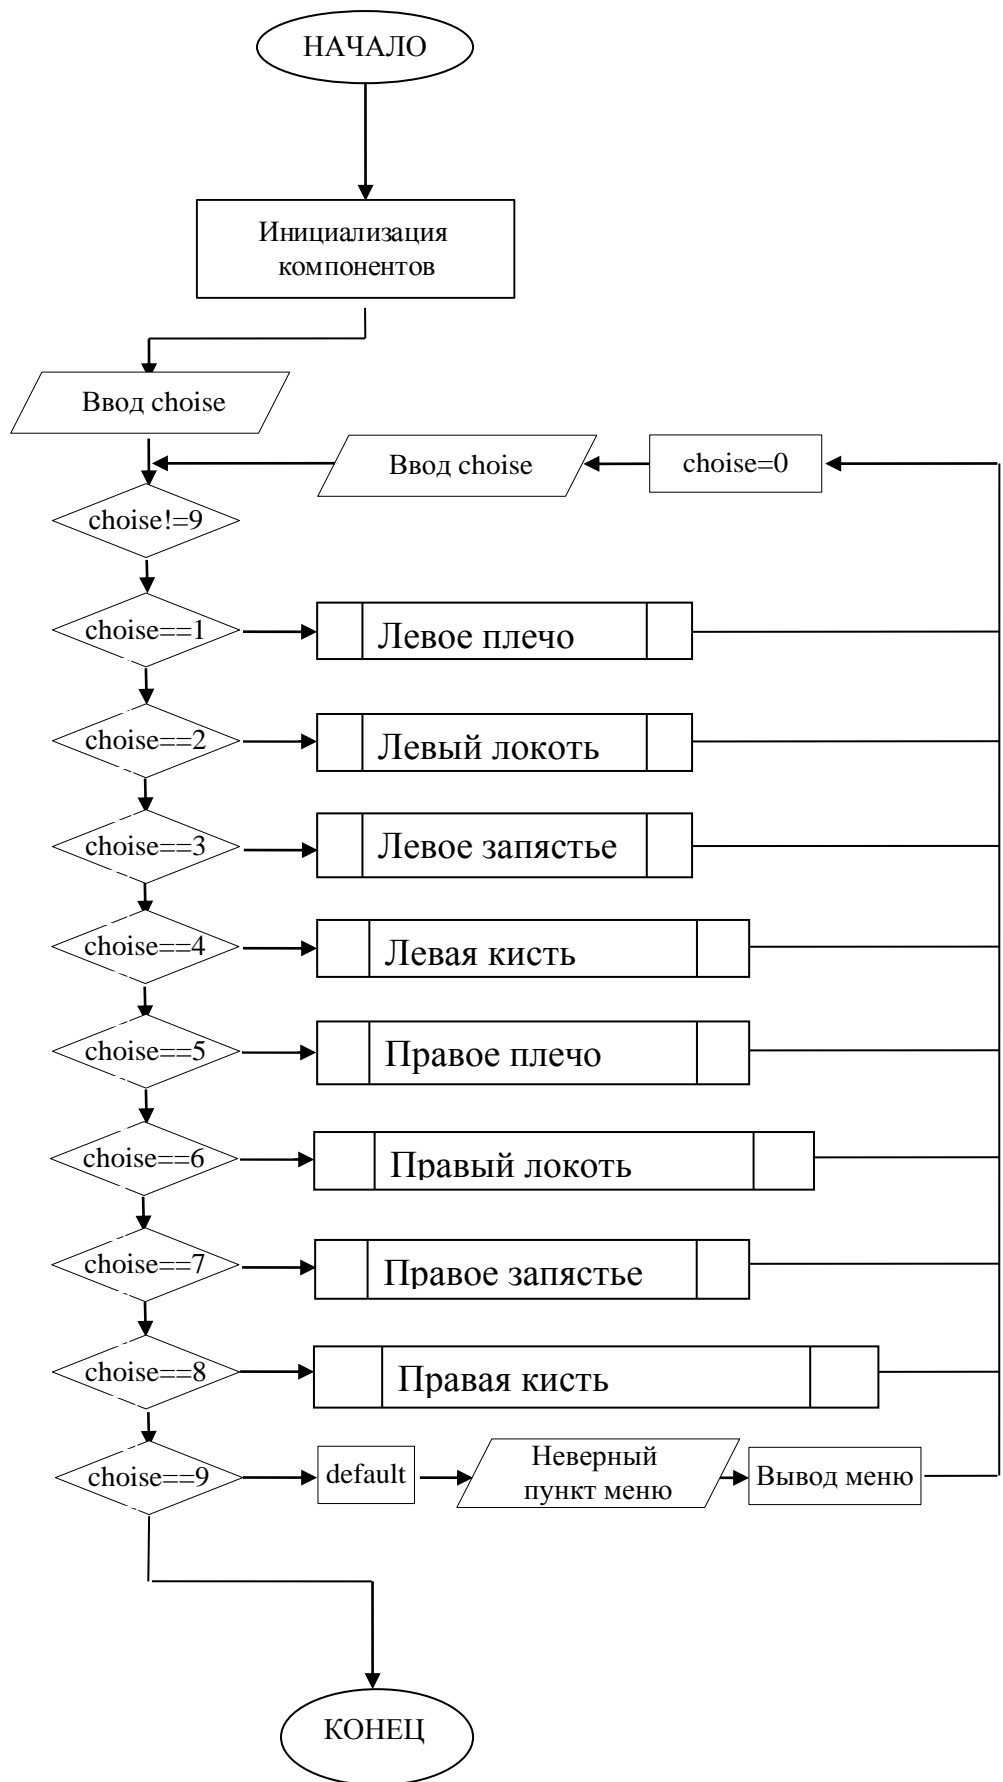 НАЧАЛО
Инициализация
компонентов
Ввод choise
Ввод choise
choise=0
choise!=9
choise==1
Левое плечо
choise==2
Левый локоть
choise==3
Левое запястье
choise==4
Левая кисть
choise==5
Правое плечо
choise==6
Правый локоть
choise==7
Правое запястье
choise==8
Правая кисть
choise==9
default
Неверный
пункт меню
Вывод меню
КОНЕЦ